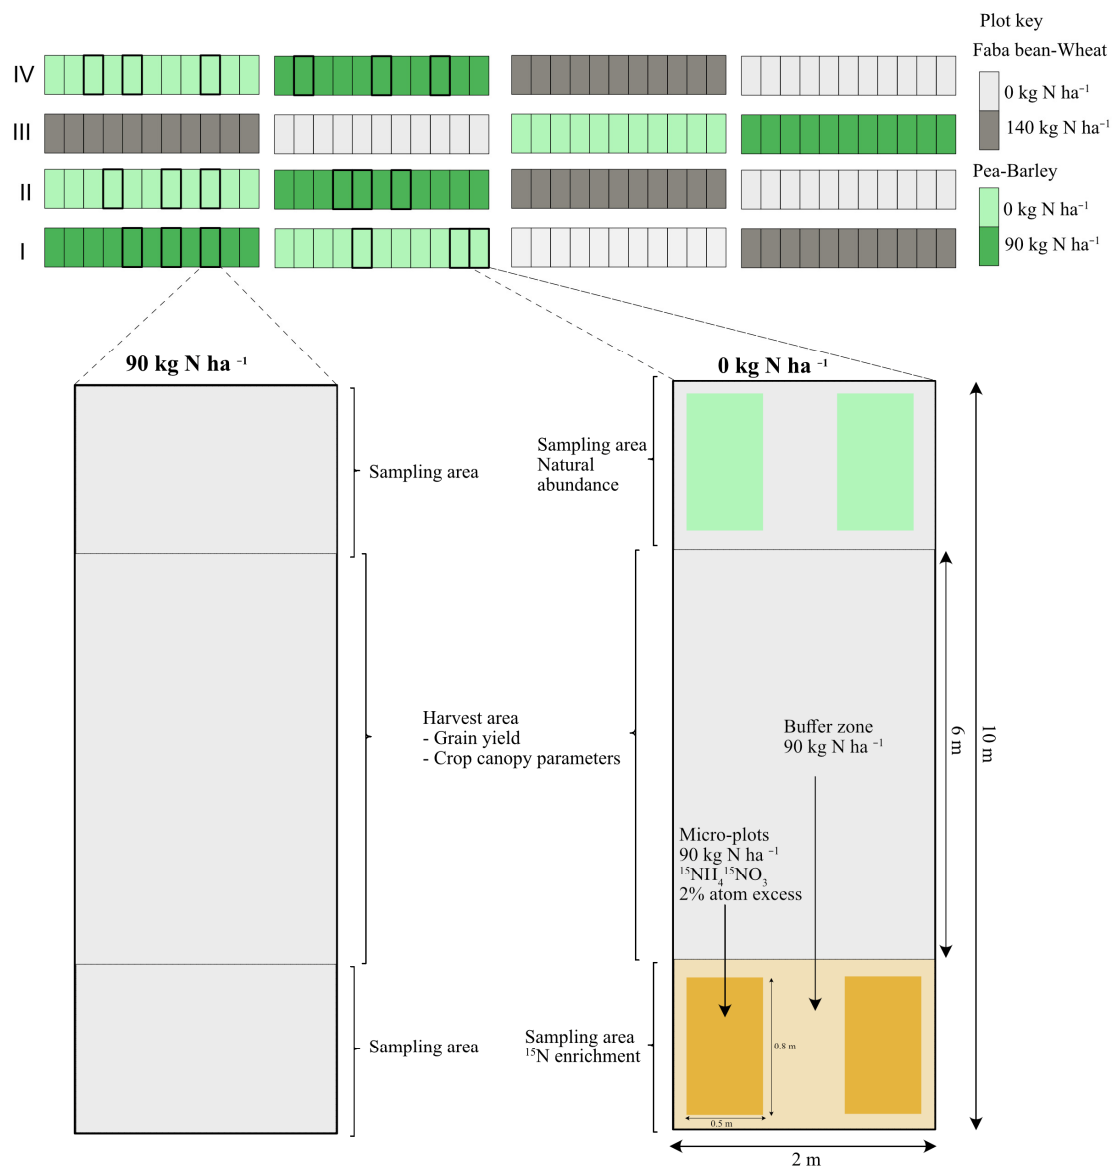 Plot key
Faba bean-Wheat
0 kg N ha⁻¹
140 kg N ha⁻¹
Pea-Barley
0 kg N ha⁻¹
90 kg N ha⁻¹
IV
III
II
I
90 kg N ha ⁻¹
0 kg N ha ⁻¹
Sampling area
Sampling area
Natural
abundance
Harvest area
- Grain yield
- Crop canopy parameters
Buffer zone
90 kg N ha ⁻¹
6 m
10 m
Micro-plots
90 kg N ha ⁻¹
¹⁵NH₄¹⁵NO₃
2% atom excess
Sampling area
Sampling area
¹⁵N enrichment
0.8 m
0.5 m
2 m